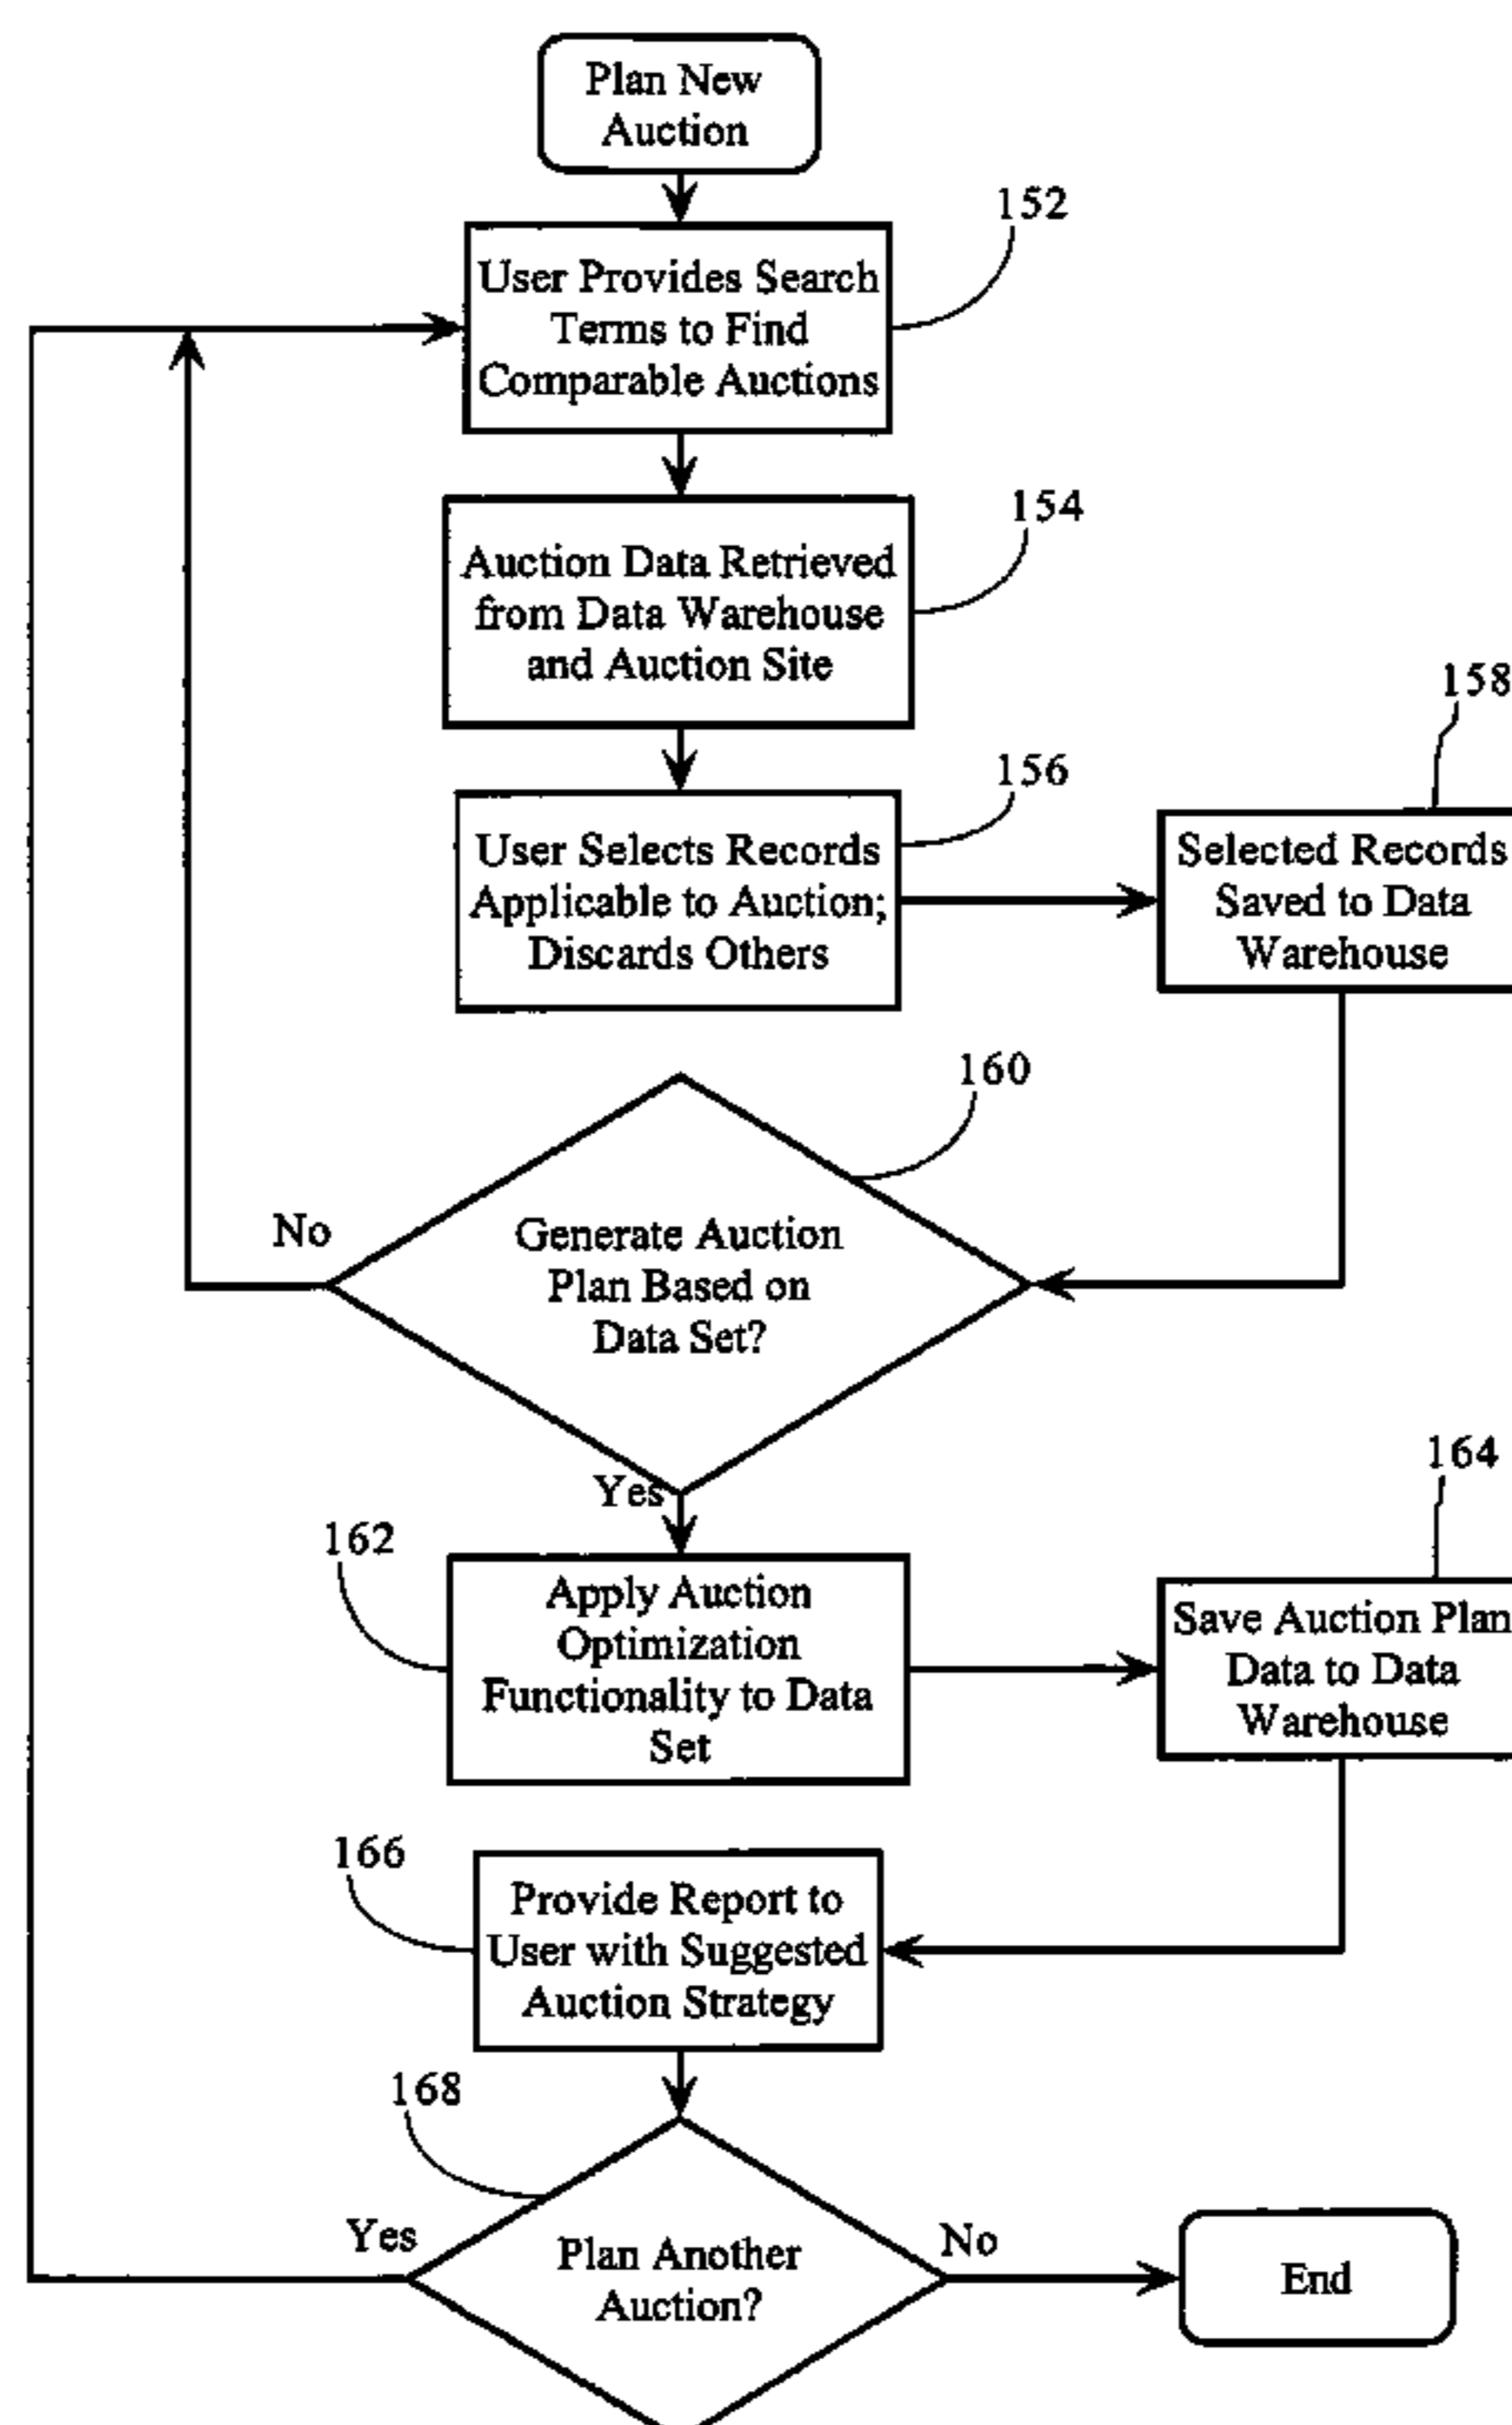 Plan New
Auction
152
User Provides Search
Terms to Find
Comparable Auctions
154
Auction Data Retrieved
from Data Warehouse
and Auction Site
156
User Selects Records
Applicable to Auction;
Discards Others
158
Selected Records
Saved to Data
Warehouse
160
Generate Auction
Plan Based on
Data Set?
No
Yes
162
Apply Auction
Optimization
Functionality to Data
Set
164
Save Auction Plan
Data to Data
Warehouse
166
Provide Report to
User with Suggested
Auction Strategy
168
Plan Another
Auction?
Yes
No
End